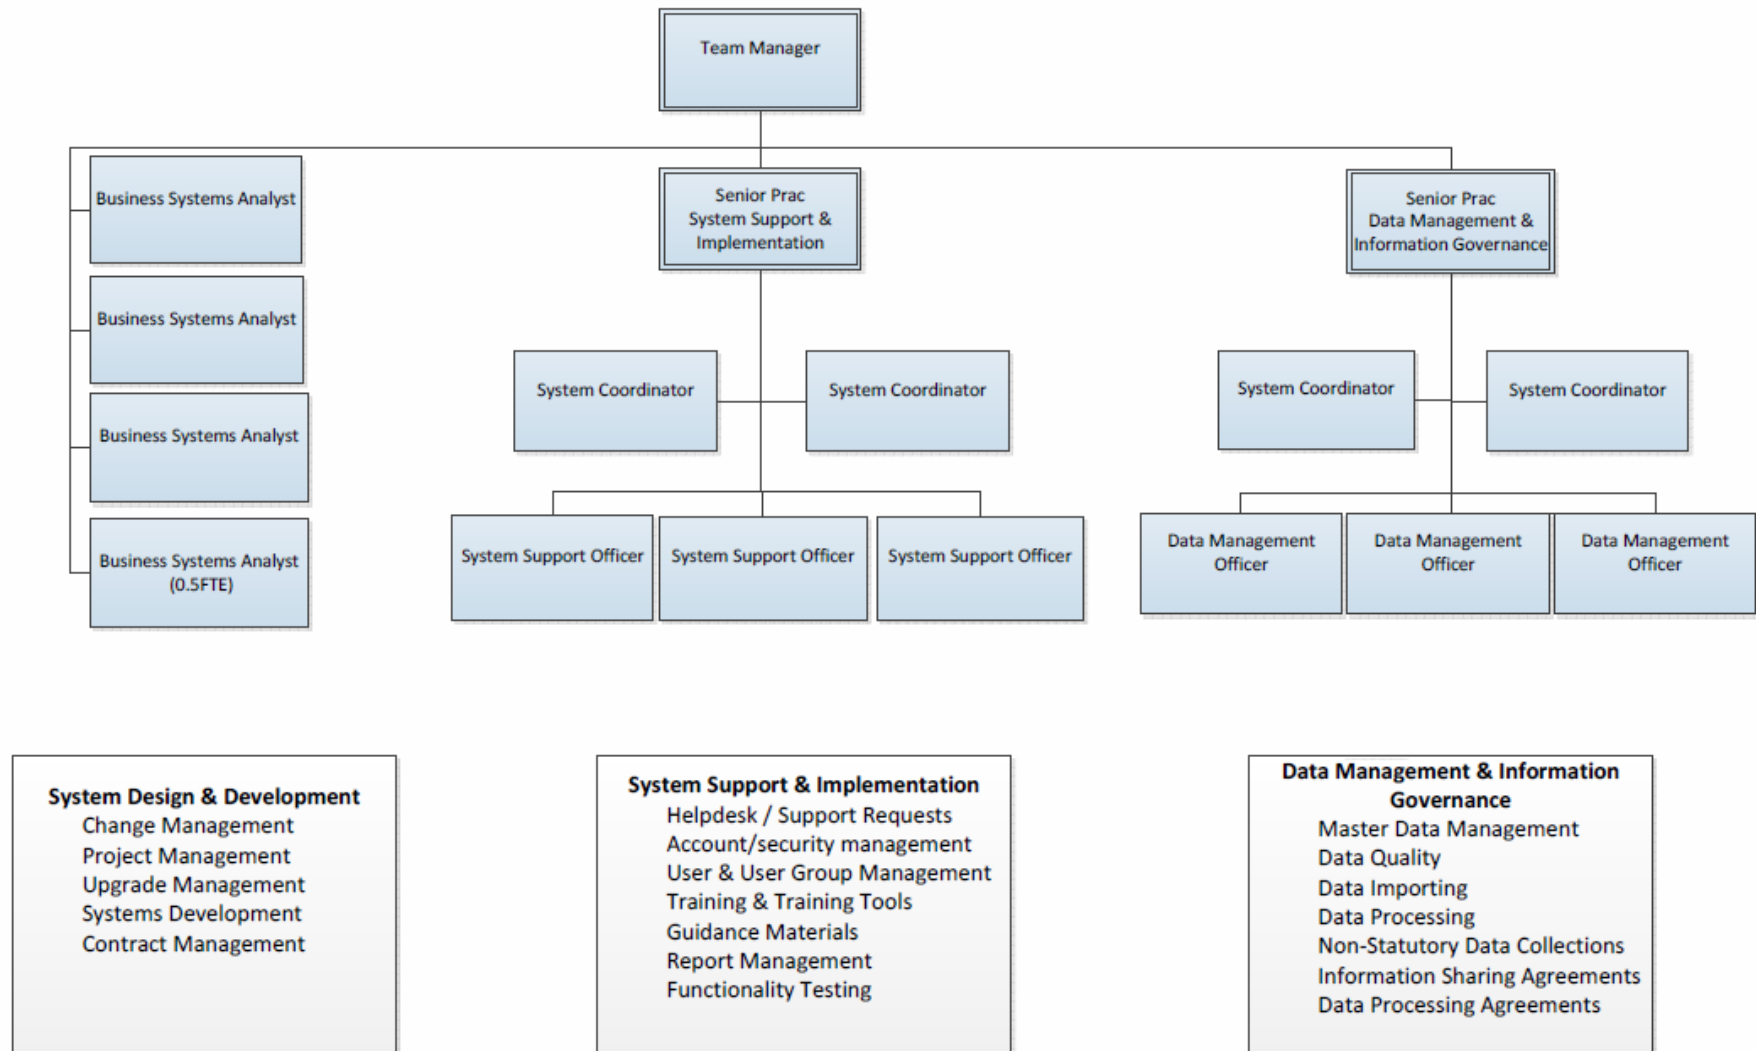 Team Manager
Business Systems Analyst
Business Systems Analyst
Business Systems Analyst
Business Systems Analyst
(0.5FTE)
Senior Prac
System Support &
Implementation
System Coordinator
System Coordinator
System Support Officer
System Support Officer
System Support Officer
Senior Prac
Data Management &
Information Governance
System Coordinator
System Coordinator
Data Management
Officer
Data Management
Officer
Data Management
Officer
System Design & Development
Change Management
Project Management
Upgrade Management
Systems Development
Contract Management
System Support & Implementation
Helpdesk / Support Requests
Account/security management
User & User Group Management
Training & Training Tools
Guidance Materials
Report Management
Functionality Testing
Data Management & Information
Governance
Master Data Management
Data Quality
Data Importing
Data Processing
Non-Statutory Data Collections
Information Sharing Agreements
Data Processing Agreements